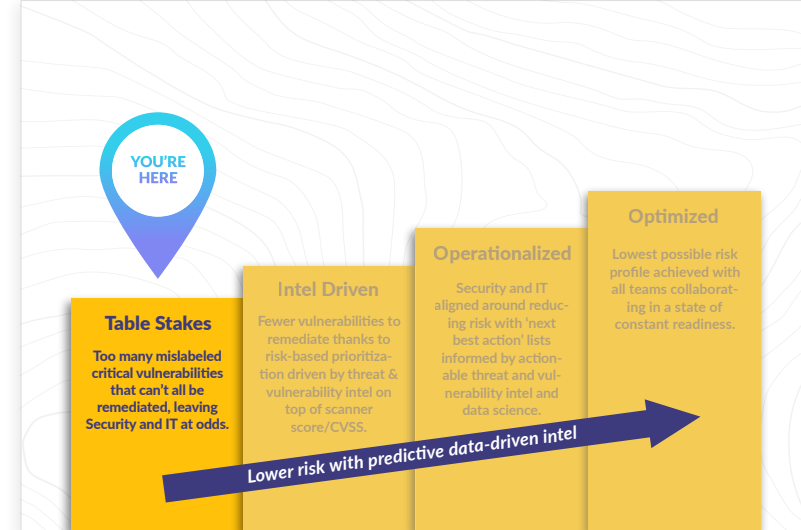 YOU'RE
HERE
Table Stakes
Too many mislabeled
critical vulnerabilities
that can't all be
remediated, leaving
Security and IT at odds.
Intel Driven
Fewer vulnerabilities to
remediate thanks to
risk-based prioritiza-
tion driven by threat &
vulnerability intel on
top of scanner
score/CVSS.
Operationalized
Security and IT
aligned around reduc-
ing risk with 'next
best action' lists
informed by action-
able threat and vul-
nerability intel and
data science.
Optimized
Lowest possible risk
profile achieved with
all teams collaborat-
ing in a state of
constant readiness.
Lower risk with predictive data-driven intel